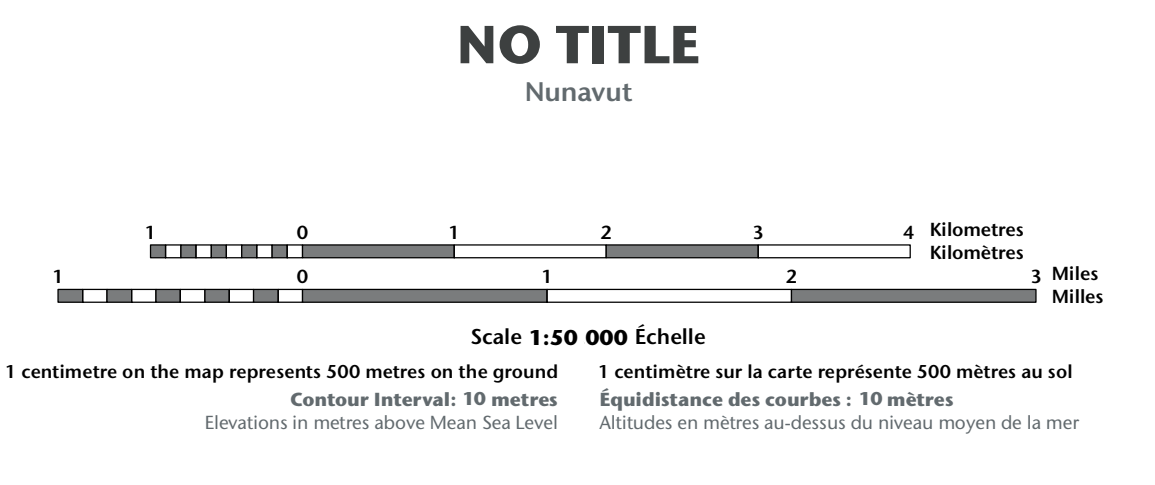 NO TITLE
Nunavut
1 0 1 2 3 4 Kilometres
Kilomètres
1 0 1 2 3 Miles
Milles
Scale 1:50 000 Échelle
1 centimetre on the map represents 500 metres on the ground 1 centimètre sur la carte représente 500 mètres au sol
Contour Interval: 10 metres Équidistance des courbes : 10 mètres
Elevations in metres above Mean Sea Level Altitudes en mètres au-dessus du niveau moyen de la mer